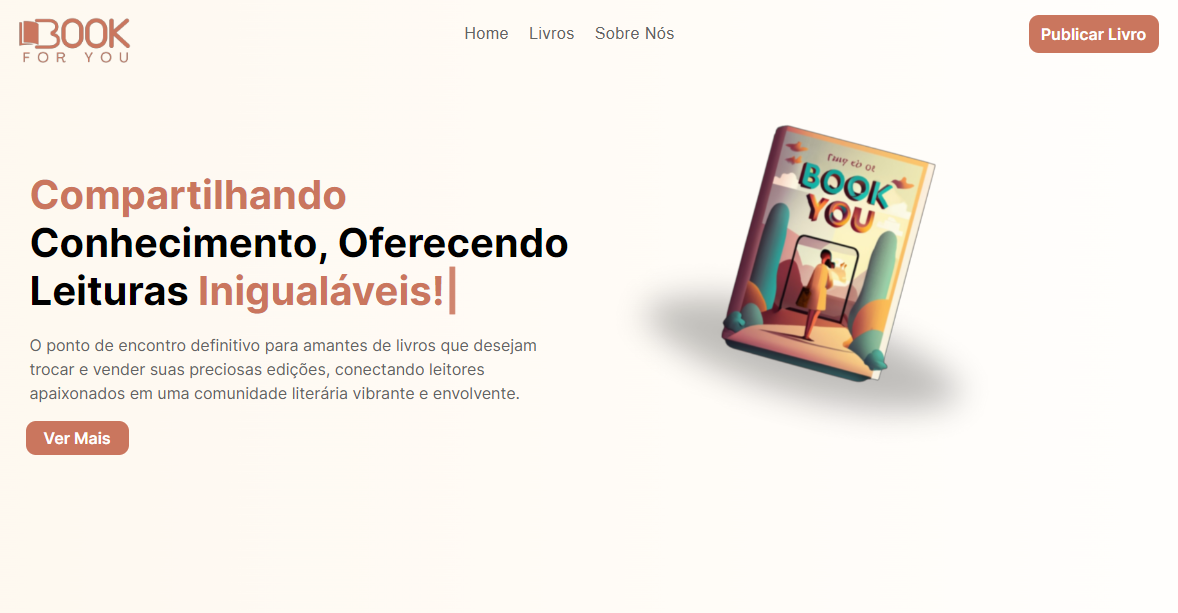 BOOK
FOR YOU
Home Livros Sobre Nós
Publicar Livro
Compartilhando
Conhecimento, Oferecendo
Leituras Inigualáveis!|
O ponto de encontro definitivo para amantes de livros que desejam
trocar e vender suas preciosas edições, conectando leitores
apaixonados em uma comunidade literária vibrante e envolvente.
Ver Mais
BOOK
YOU